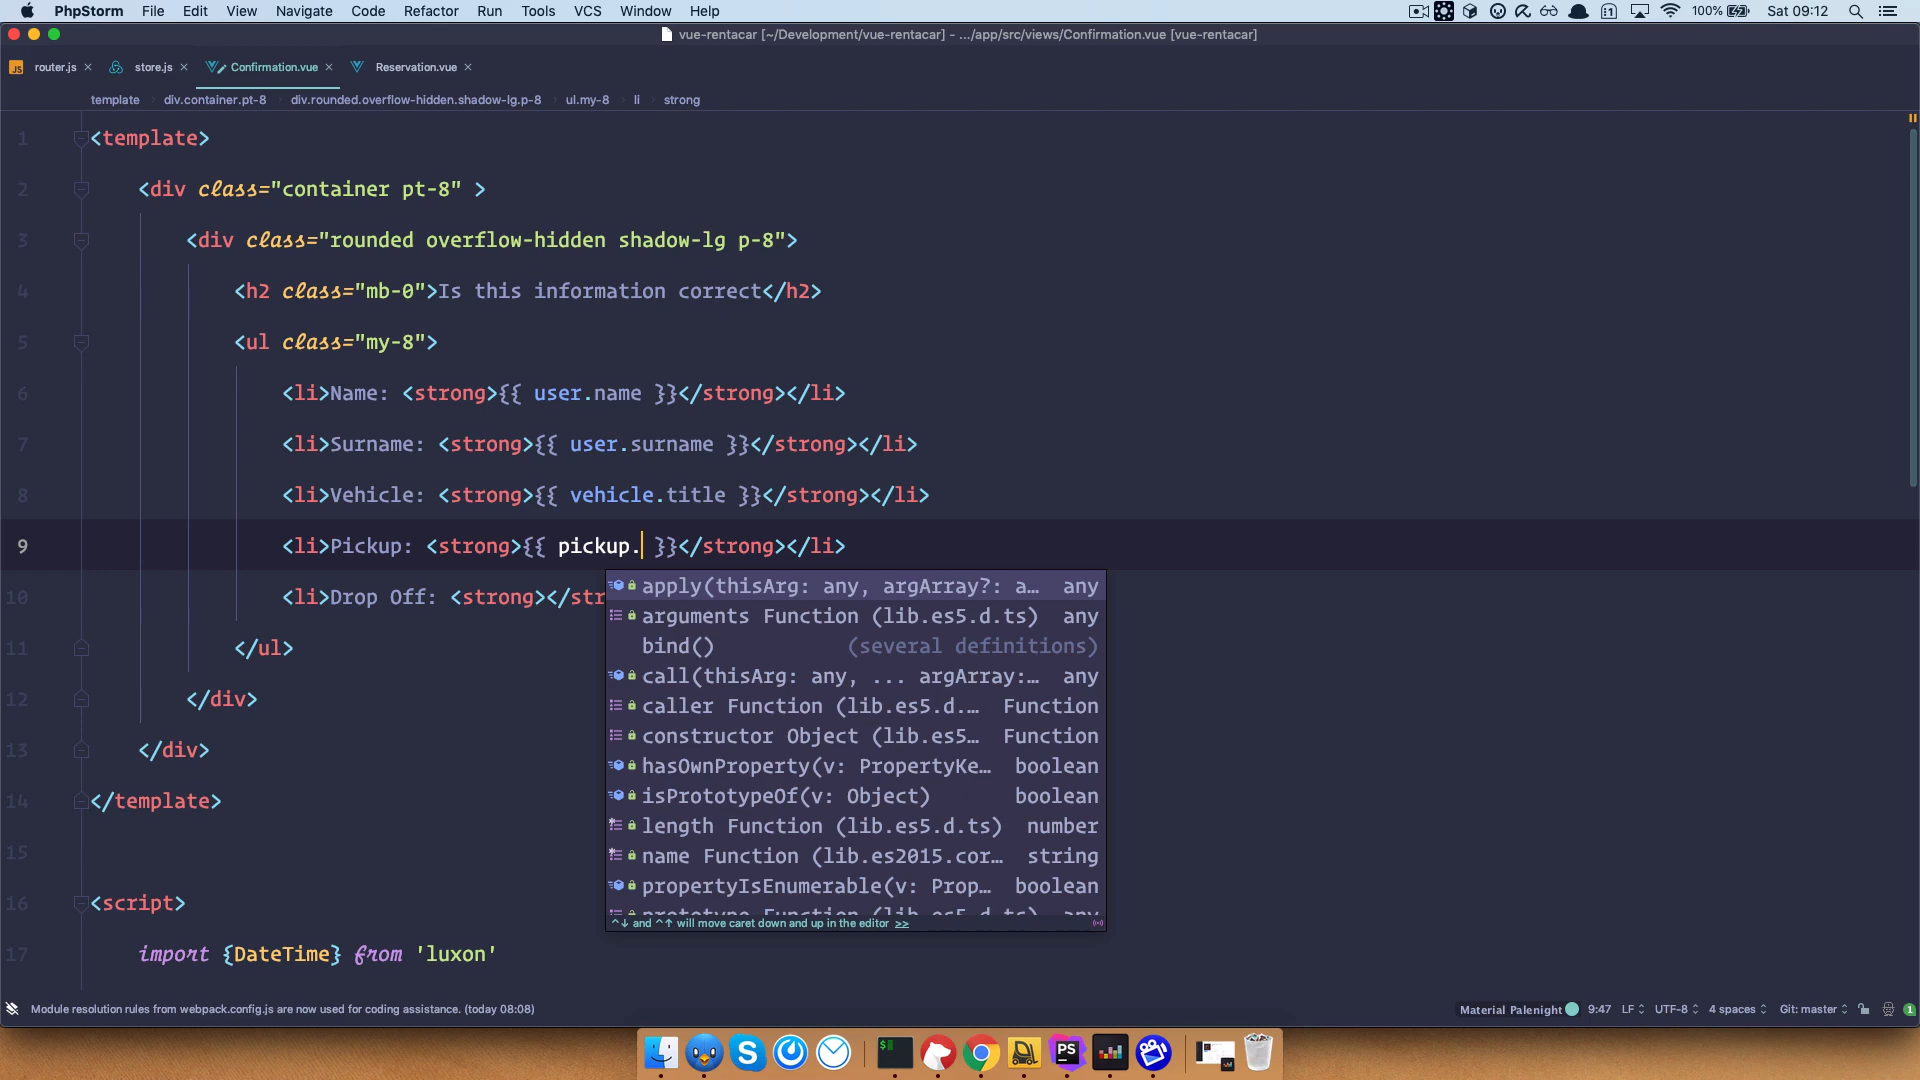 PhpStorm File Edit View Navigate Code Refactor Run Tools VCS Window Help 100% Sat 09:12
vue-rentacar [~/Development/vue-rentacar] - .../app/src/views/Confirmation.vue [vue-rentacar]
router.js store.js Confirmation.vue Reservation.vue
template div.container.pt-8 div.rounded.overflow-hidden.shadow-lg.p-8 ul.my-8 li strong
1 <template>
2 <div class="container pt-8" >
3 <div class="rounded overflow-hidden shadow-lg p-8">
4 <h2 class="mb-0">Is this information correct</h2>
5 <ul class="my-8">
6 <li>Name: <strong>{{ user.name }}</strong></li>
7 <li>Surname: <strong>{{ user.surname }}</strong></li>
8 <li>Vehicle: <strong>{{ vehicle.title }}</strong></li>
9 <li>Pickup: <strong>{{ pickup. }}</strong></li>
10 <li>Drop Off: <strong></str
11 </ul>
12 </div>
13 </div>
14 </template>
15
16 <script>
17 import {DateTime} from 'luxon'
apply(thisArg: any, argArray?: a… any
arguments Function (lib.es5.d.ts) any
bind() (several definitions)
call(thisArg: any, ... argArray:… any
caller Function (lib.es5.d.… Function
constructor Object (lib.es5… Function
hasOwnProperty(v: PropertyKe… boolean
isPrototypeOf(v: Object) boolean
length Function (lib.es5.d.ts) number
name Function (lib.es2015.cor… string
propertyIsEnumerable(v: Prop… boolean
prototype Function (lib.es5.d.ts) any
^↓ and ^↑ will move caret down and up in the editor >>
Module resolution rules from webpack.config.js are now used for coding assistance. (today 08:08) Material Palenight 9:47 LF UTF-8 4 spaces Git: master 1
PS